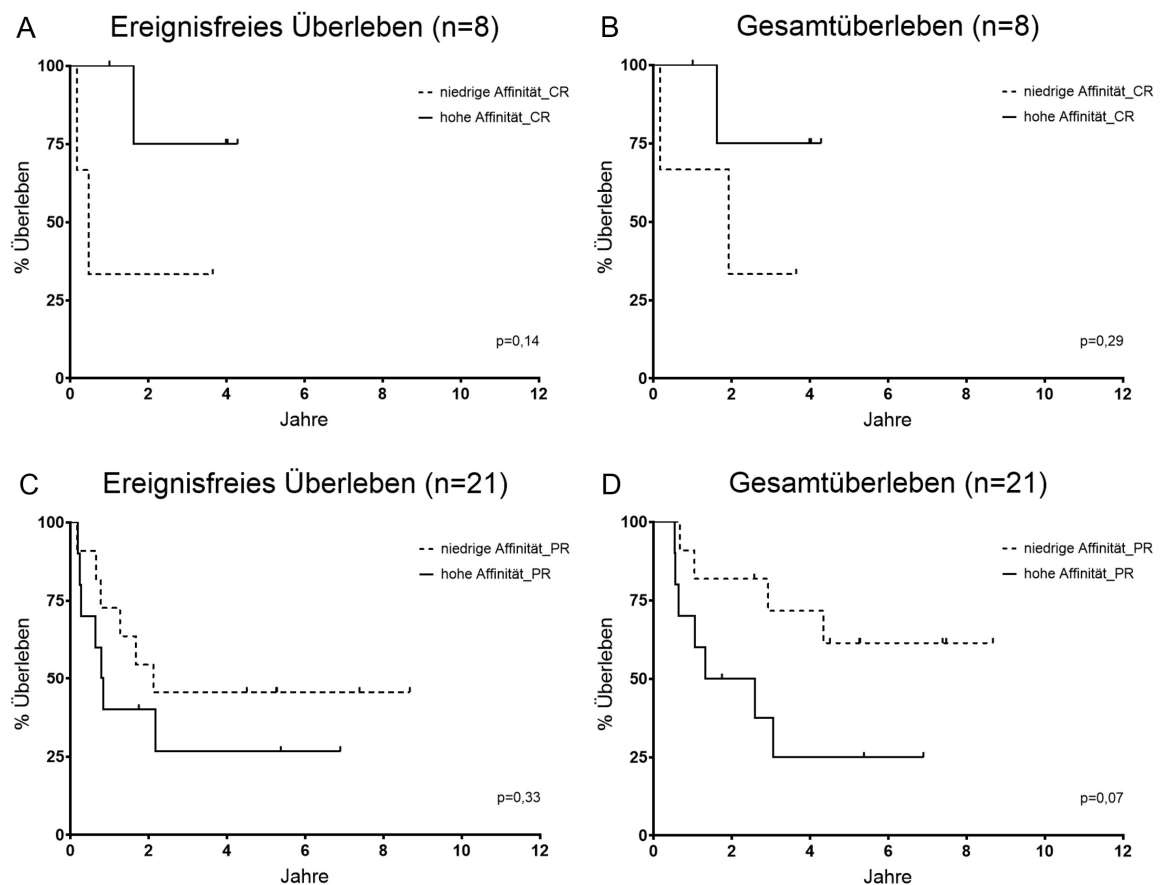 A Ereignisfreies Überleben (n=8)
niedrige Affinität_CR
hohe Affinität_CR
% Überleben
100
75
50
25
0
p=0,14
0 2 4 6 8 10 12
Jahre
B Gesamtüberleben (n=8)
niedrige Affinität_CR
hohe Affinität_CR
% Überleben
100
75
50
25
0
p=0,29
0 2 4 6 8 10 12
Jahre
C Ereignisfreies Überleben (n=21)
niedrige Affinität_PR
hohe Affinität_PR
% Überleben
100
75
50
25
0
p=0,33
0 2 4 6 8 10 12
Jahre
D Gesamtüberleben (n=21)
niedrige Affinität_PR
hohe Affinität_PR
% Überleben
100
75
50
25
0
p=0,07
0 2 4 6 8 10 12
Jahre